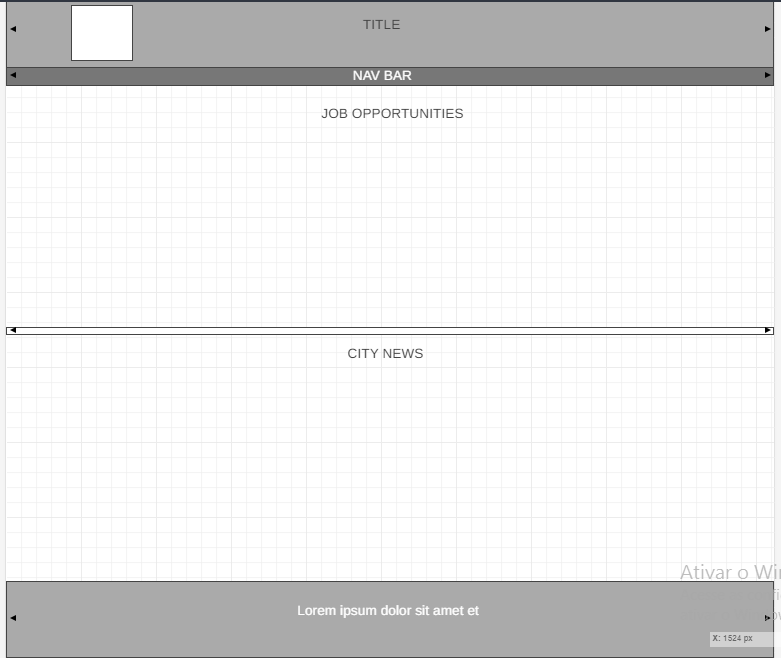 TITLE
NAV BAR
JOB OPPORTUNITIES
CITY NEWS
Ativar o Wi
Lorem ipsum dolor sit amet et
X: 1524 px